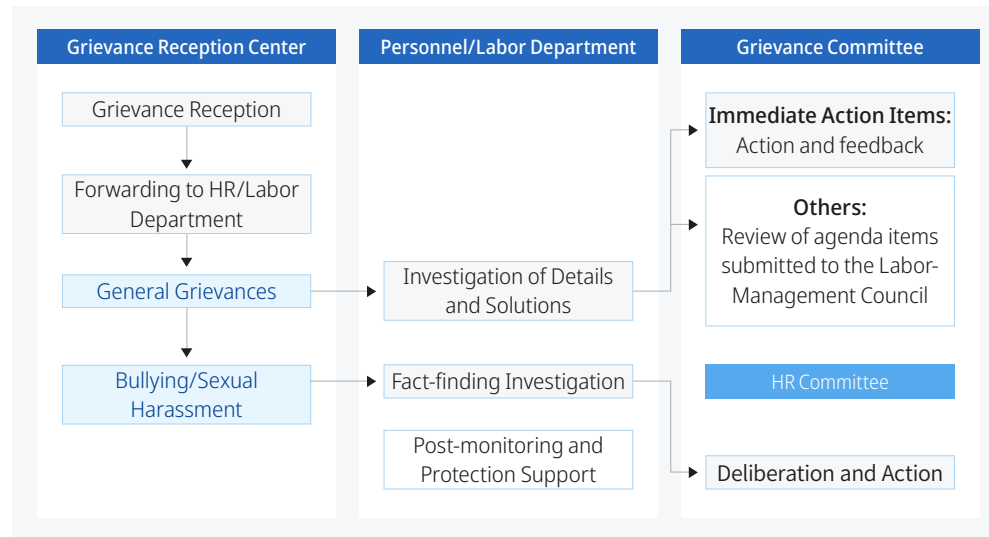 Grievance Reception Center
Grievance Reception
Forwarding to HR/Labor
Department
General Grievances
Bullying/Sexual
Harassment
Personnel/Labor Department
Investigation of Details
and Solutions
Fact-finding Investigation
Post-monitoring and
Protection Support
Grievance Committee
Immediate Action Items:
Action and feedback
Others:
Review of agenda items
submitted to the Labor-
Management Council
HR Committee
Deliberation and Action